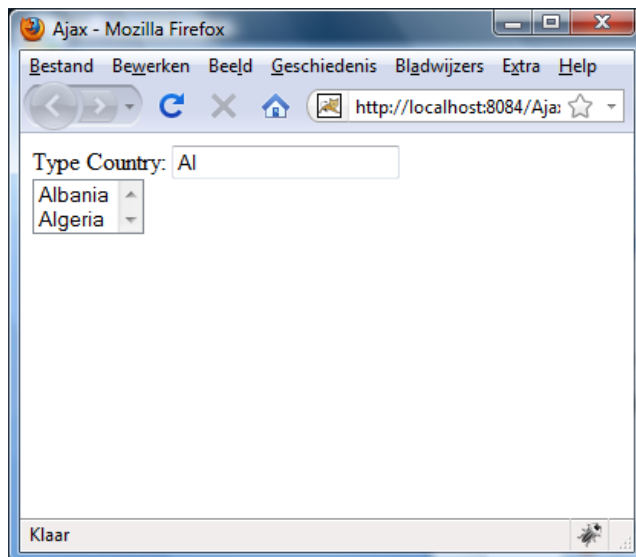 Ajax - Mozilla Firefox
Bestand Bewerken Beeld Geschiedenis Bladwijzers Extra Help
http://localhost:8084/Aja
Type Country: Al
Albania
Algeria
Klaar